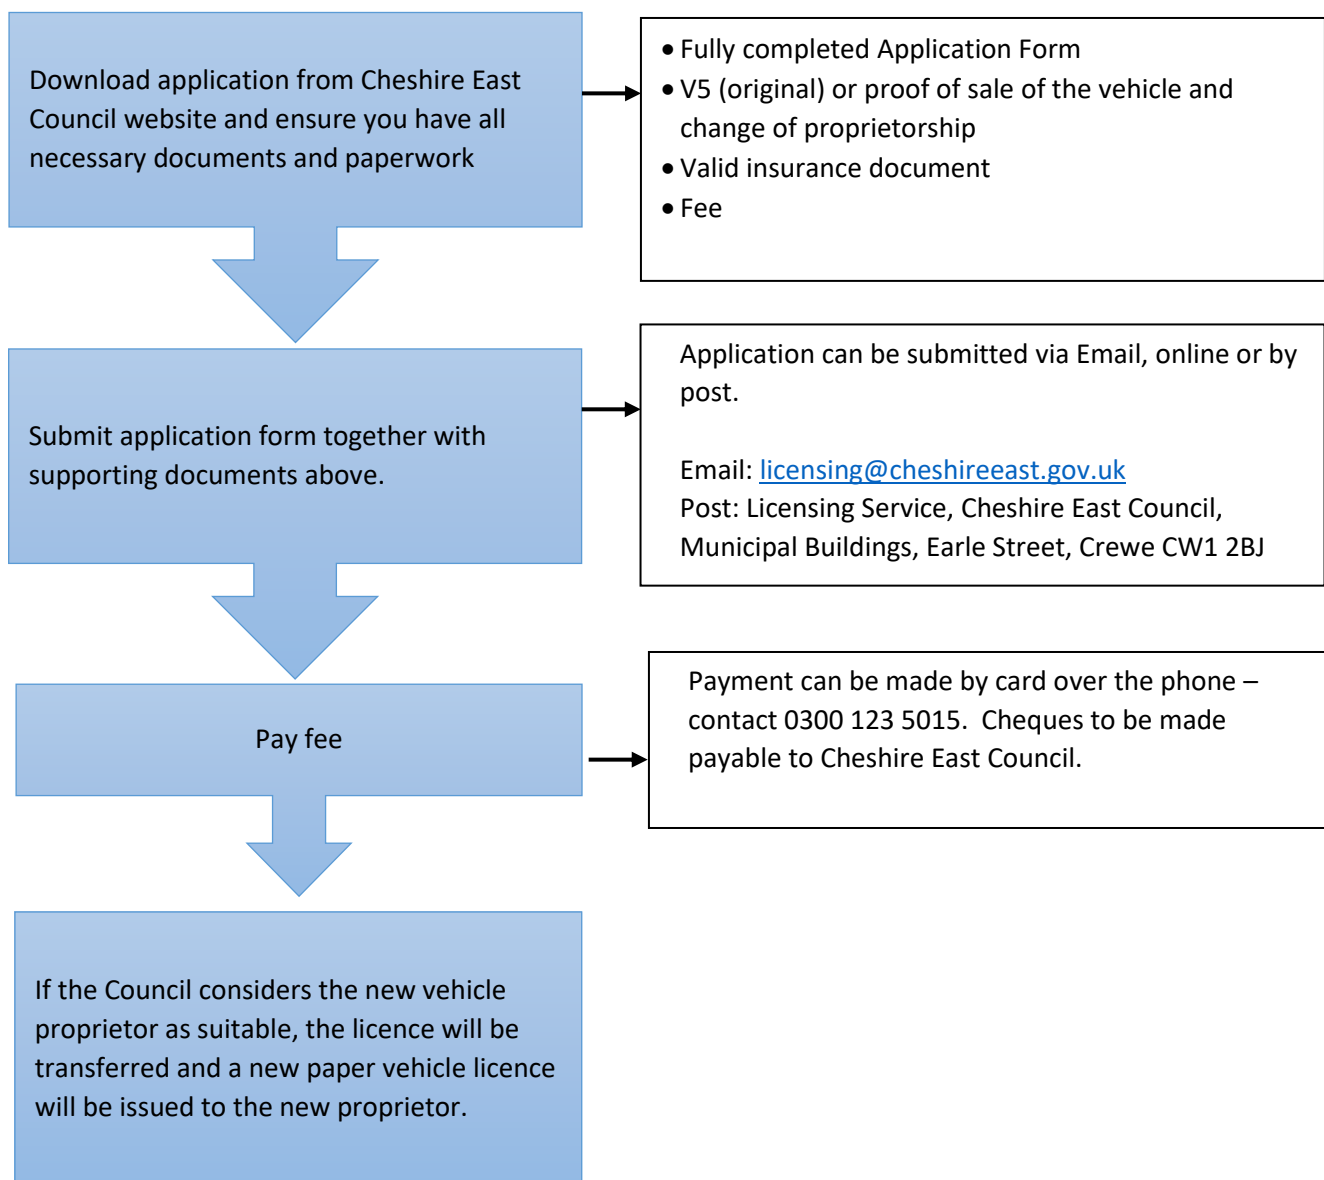 Download application from Cheshire East
Council website and ensure you have all
necessary documents and paperwork
• Fully completed Application Form
• V5 (original) or proof of sale of the vehicle and
change of proprietorship
• Valid insurance document
• Fee
Submit application form together with
supporting documents above.
Application can be submitted via Email, online or by
post.
Email: licensing@cheshireeast.gov.uk
Post: Licensing Service, Cheshire East Council,
Municipal Buildings, Earle Street, Crewe CW1 2BJ
Pay fee
Payment can be made by card over the phone –
contact 0300 123 5015.  Cheques to be made
payable to Cheshire East Council.
If the Council considers the new vehicle
proprietor as suitable, the licence will be
transferred and a new paper vehicle licence
will be issued to the new proprietor.